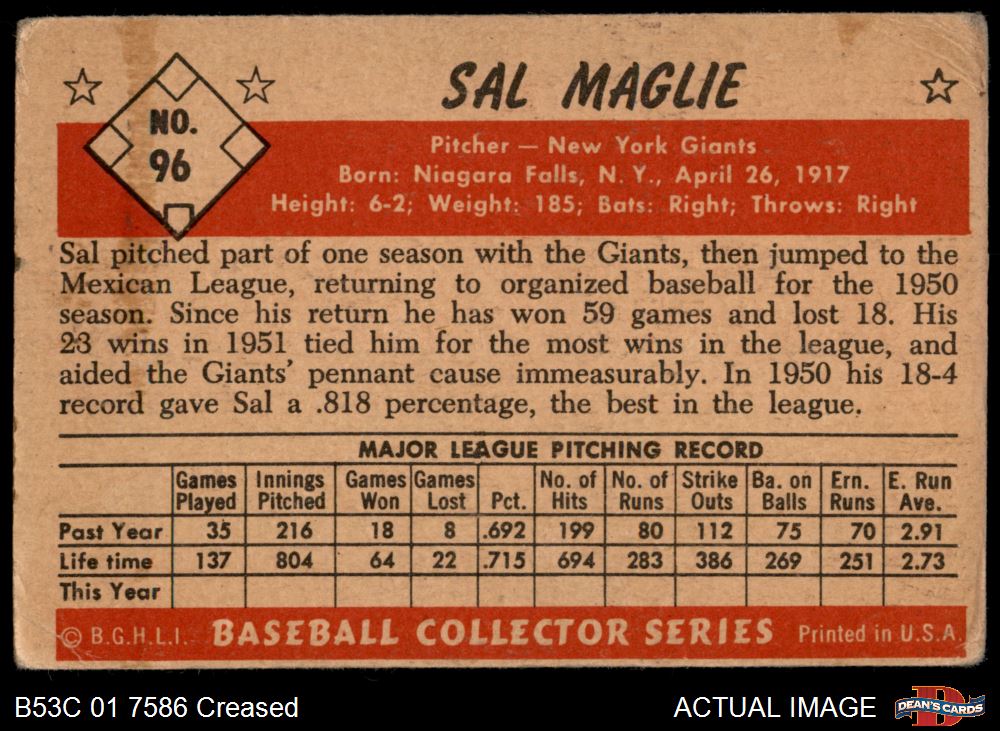 NO.
96
SAL MAGLIE
Pitcher — New York Giants
Born: Niagara Falls, N. Y., April 26, 1917
Height: 6-2; Weight: 185; Bats: Right; Throws: Right
Sal pitched part of one season with the Giants, then jumped to the
Mexican League, returning to organized baseball for the 1950
season. Since his return he has won 59 games and lost 18. His
23 wins in 1951 tied him for the most wins in the league, and
aided the Giants' pennant cause immeasurably. In 1950 his 18-4
record gave Sal a .818 percentage, the best in the league.
MAJOR LEAGUE PITCHING RECORD
Games Played Innings Pitched Games Won Games Lost Pct. No. of Hits No. of Runs Strike Outs Ba. on Balls Ern. Runs E. Run Ave.
Past Year 35 216 18 8 .692 199 80 112 75 70 2.91
Life time 137 804 64 22 .715 694 283 386 269 251 2.73
This Year
© B.G.H.L.I. BASEBALL COLLECTOR SERIES Printed in U.S.A.
B53C 01 7586 Creased ACTUAL IMAGE B DEAN'S CARDS